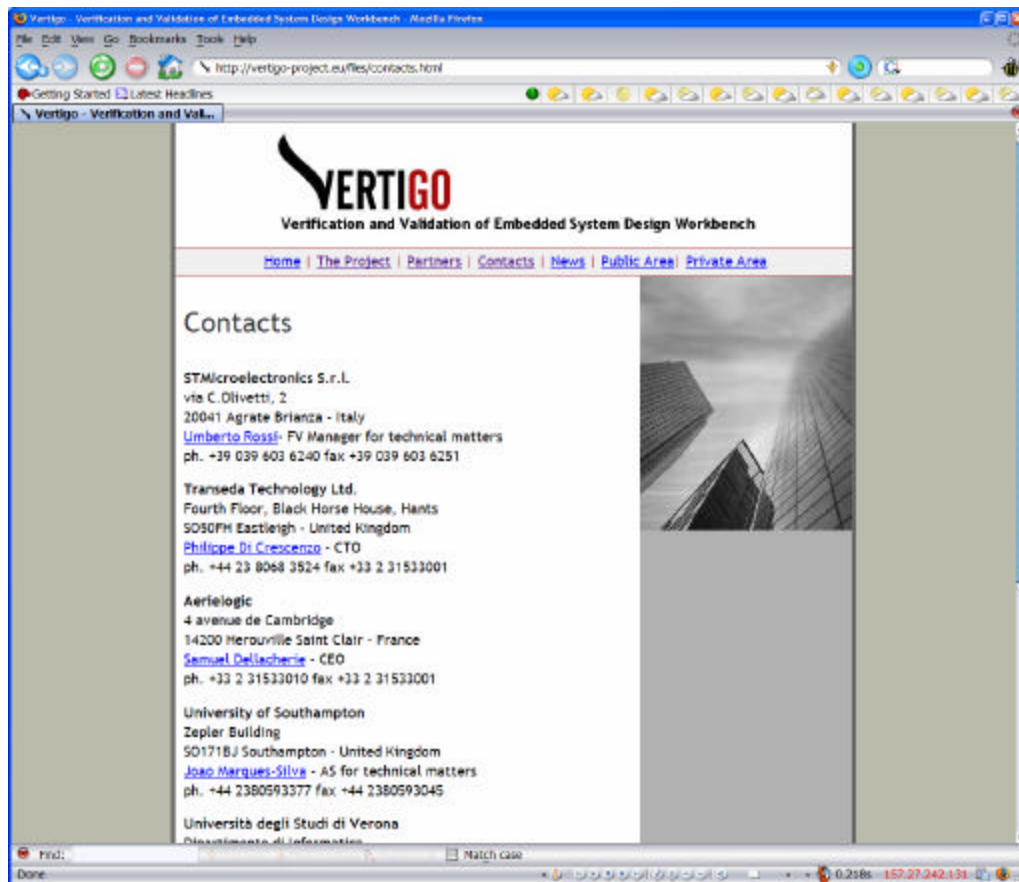 Vertigo - Verification and Validation of Embedded System Design Workbench - Mozilla Firefox
File Edit View Go Bookmarks Tools Help
http://vertigo-project.eu/files/contacts.html
Getting Started Latest Headlines
Vertigo - Verification and Vali...
VERTIGO
Verification and Validation of Embedded System Design Workbench
Home | The Project | Partners | Contacts | News | Public Area| Private Area
Contacts
STMicroelectronics S.r.l.
via C.Olivetti, 2
20041 Agrate Brianza - Italy
Umberto Rossi- FV Manager for technical matters
ph. +39 039 603 6240 fax +39 039 603 6251
Transeda Technology Ltd.
Fourth Floor, Black Horse House, Hants
SO50FH Eastleigh - United Kingdom
Philippe Di Crescenzo - CTO
ph. +44 23 8068 3524 fax +33 2 31533001
Aerielogic
4 avenue de Cambridge
14200 Herouville Saint Clair - France
Samuel Dellacherie - CEO
ph. +33 2 31533010 fax +33 2 31533001
University of Southampton
Zepler Building
SO171BJ Southampton - United Kingdom
Joao Marques-Silva - AS for technical matters
ph. +44 2380593377 fax +44 2380593045
Università degli Studi di Verona
Dipartimento di Informatica
Find: Match case
Done 0.218s 157.27.242.131